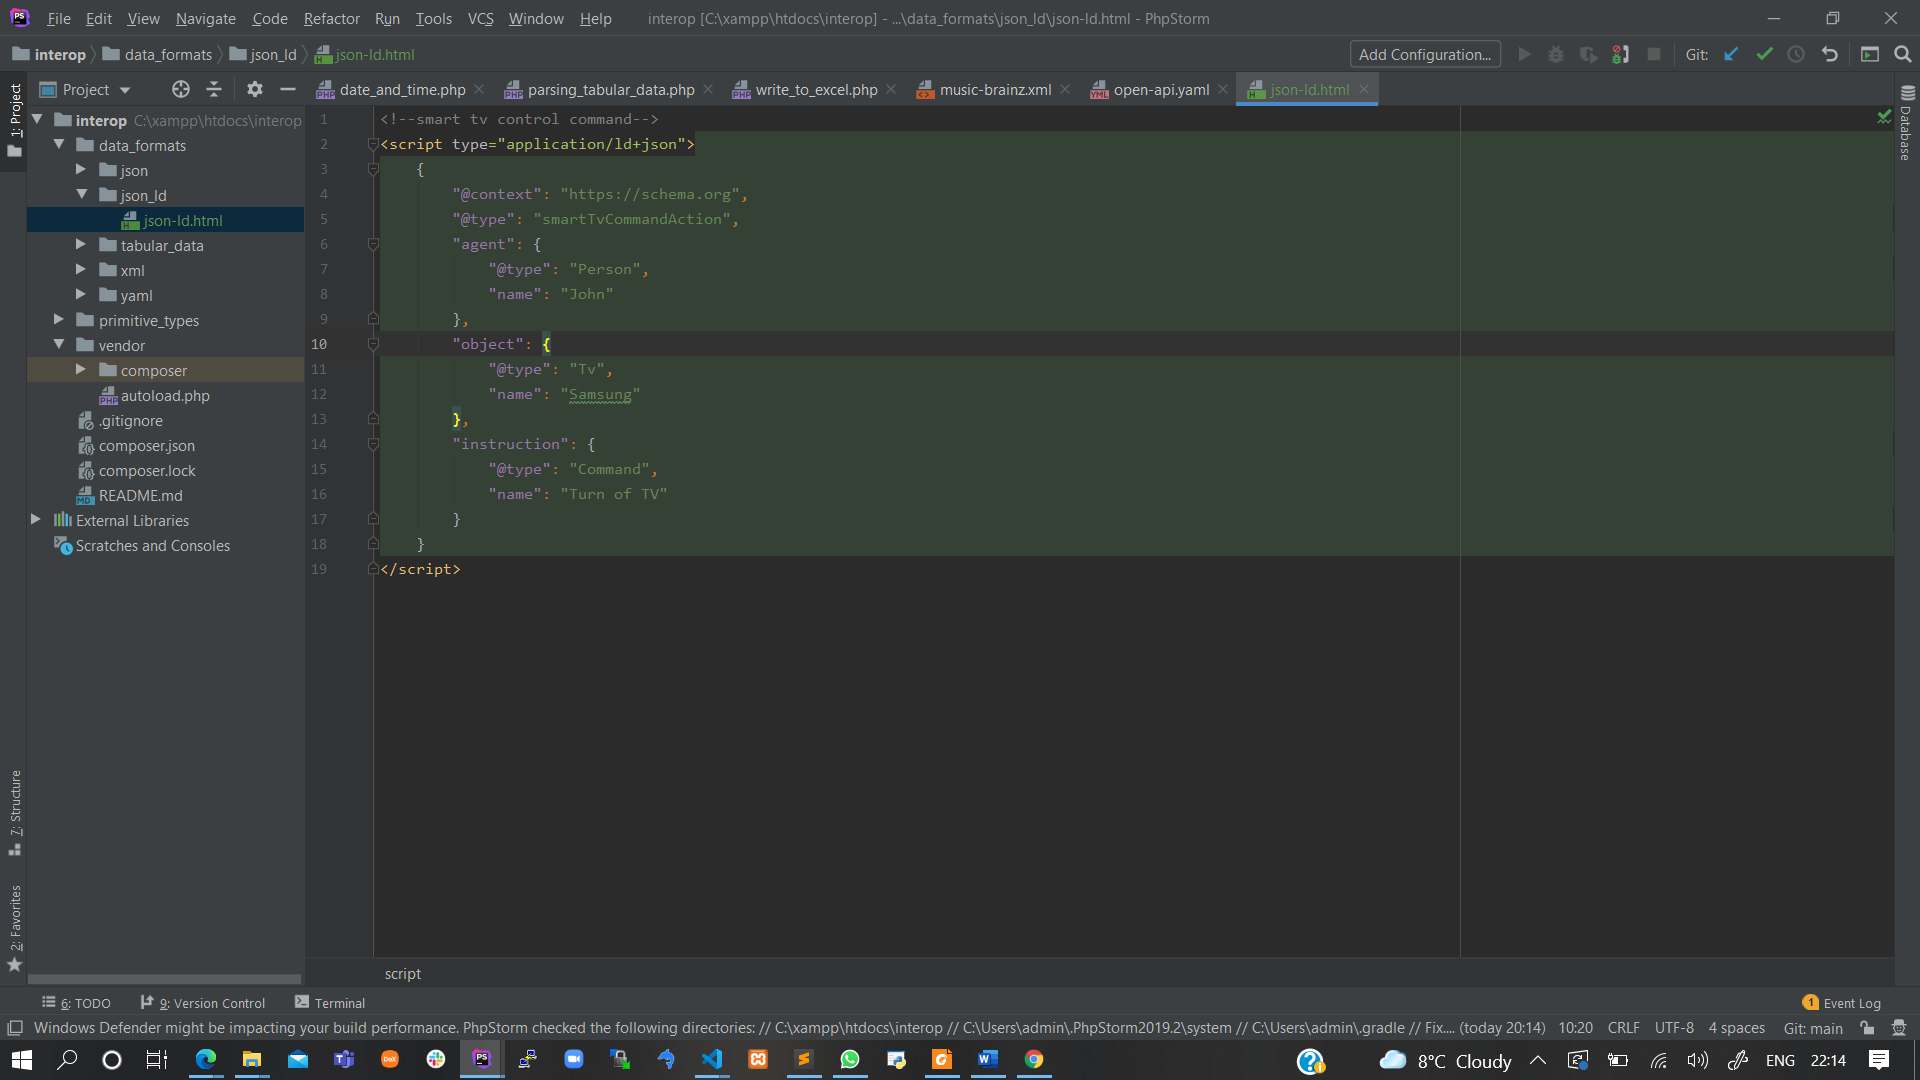 File Edit View Navigate Code Refactor Run Tools VCS Window Help interop [C:\xampp\htdocs\interop] - ...\data_formats\json_ld\json-ld.html - PhpStorm
interop data_formats json_ld json-ld.html Add Configuration... Git:
Project date_and_time.php parsing_tabular_data.php write_to_excel.php music-brainz.xml open-api.yaml json-ld.html
1: Project
interop C:\xampp\htdocs\interop
data_formats
json
json_ld
json-ld.html
tabular_data
xml
yaml
primitive_types
vendor
composer
autoload.php
.gitignore
composer.json
composer.lock
README.md
External Libraries
Scratches and Consoles
7: Structure
2: Favorites
1 <!--smart tv control command-->
2 <script type="application/ld+json">
3 {
4 "@context": "https://schema.org",
5 "@type": "smartTvCommandAction",
6 "agent": {
7 "@type": "Person",
8 "name": "John"
9 },
10 "object": {
11 "@type": "Tv",
12 "name": "Samsung"
13 },
14 "instruction": {
15 "@type": "Command",
16 "name": "Turn of TV"
17 }
18 }
19 </script>
Database
script
6: TODO 9: Version Control Terminal 1 Event Log
Windows Defender might be impacting your build performance. PhpStorm checked the following directories: // C:\xampp\htdocs\interop // C:\Users\admin\.PhpStorm2019.2\system // C:\Users\admin\.gradle // Fix.... (today 20:14) 10:20 CRLF UTF-8 4 spaces Git: main
8°C Cloudy ENG 22:14